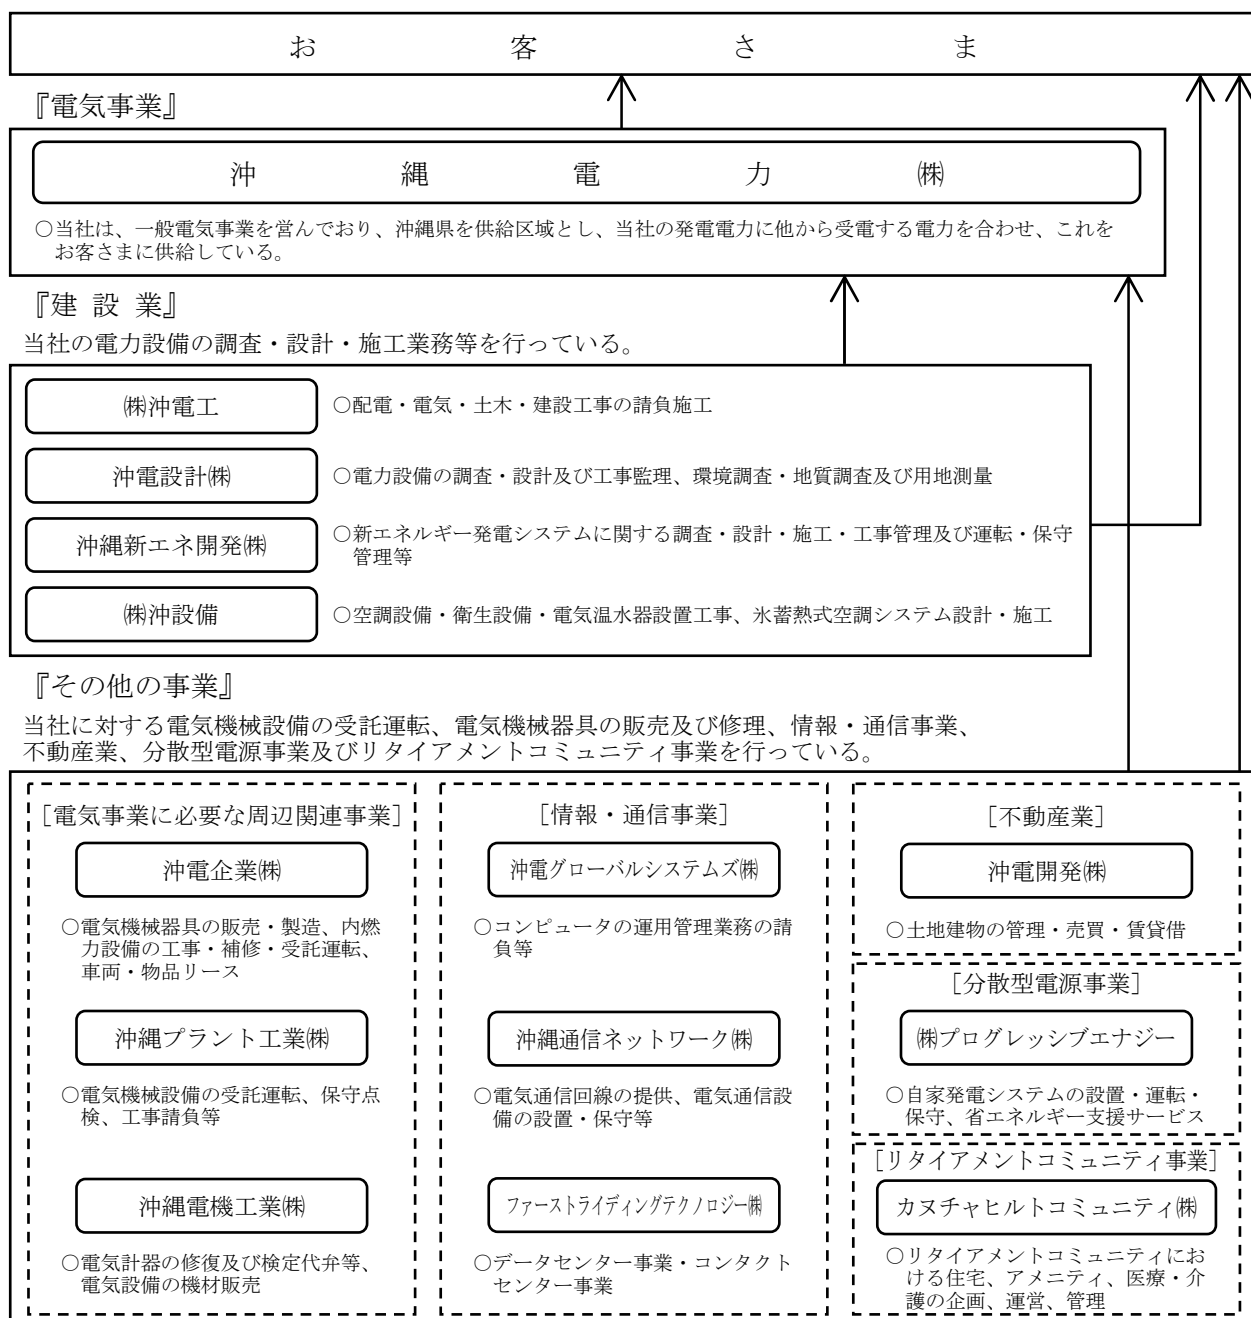 お客さま
『電気事業』
沖縄電力㈱
○当社は、一般電気事業を営んでおり、沖縄県を供給区域とし、当社の発電電力に他から受電する電力を合わせ、これを
お客さまに供給している。
『建設業』
当社の電力設備の調査・設計・施工業務等を行っている。
㈱沖電工
○配電・電気・土木・建設工事の請負施工
沖電設計㈱
○電力設備の調査・設計及び工事監理、環境調査・地質調査及び用地測量
沖縄新エネ開発㈱
○新エネルギー発電システムに関する調査・設計・施工・工事管理及び運転・保守
管理等
㈱沖設備
○空調設備・衛生設備・電気温水器設置工事、氷蓄熱式空調システム設計・施工
『その他の事業』
当社に対する電気機械設備の受託運転、電気機械器具の販売及び修理、情報・通信事業、
不動産業、分散型電源事業及びリタイアメントコミュニティ事業を行っている。
［電気事業に必要な周辺関連事業］
沖電企業㈱
○電気機械器具の販売・製造、内燃
力設備の工事・補修・受託運転、
車両・物品リース
沖縄プラント工業㈱
○電気機械設備の受託運転、保守点
検、工事請負等
沖縄電機工業㈱
○電気計器の修復及び検定代弁等、
電気設備の機材販売
［情報・通信事業］
沖電グローバルシステムズ㈱
○コンピュータの運用管理業務の請
負等
沖縄通信ネットワーク㈱
○電気通信回線の提供、電気通信設
備の設置・保守等
ファーストライディングテクノロジー㈱
○データセンター事業・コンタクト
センター事業
［不動産業］
沖電開発㈱
○土地建物の管理・売買・賃貸借
［分散型電源事業］
㈱プログレッシブエナジー
○自家発電システムの設置・運転・
保守、省エネルギー支援サービス
［リタイアメントコミュニティ事業］
カヌチャヒルトコミュニティ㈱
○リタイアメントコミュニティにお
ける住宅、アメニティ、医療・介
護の企画、運営、管理